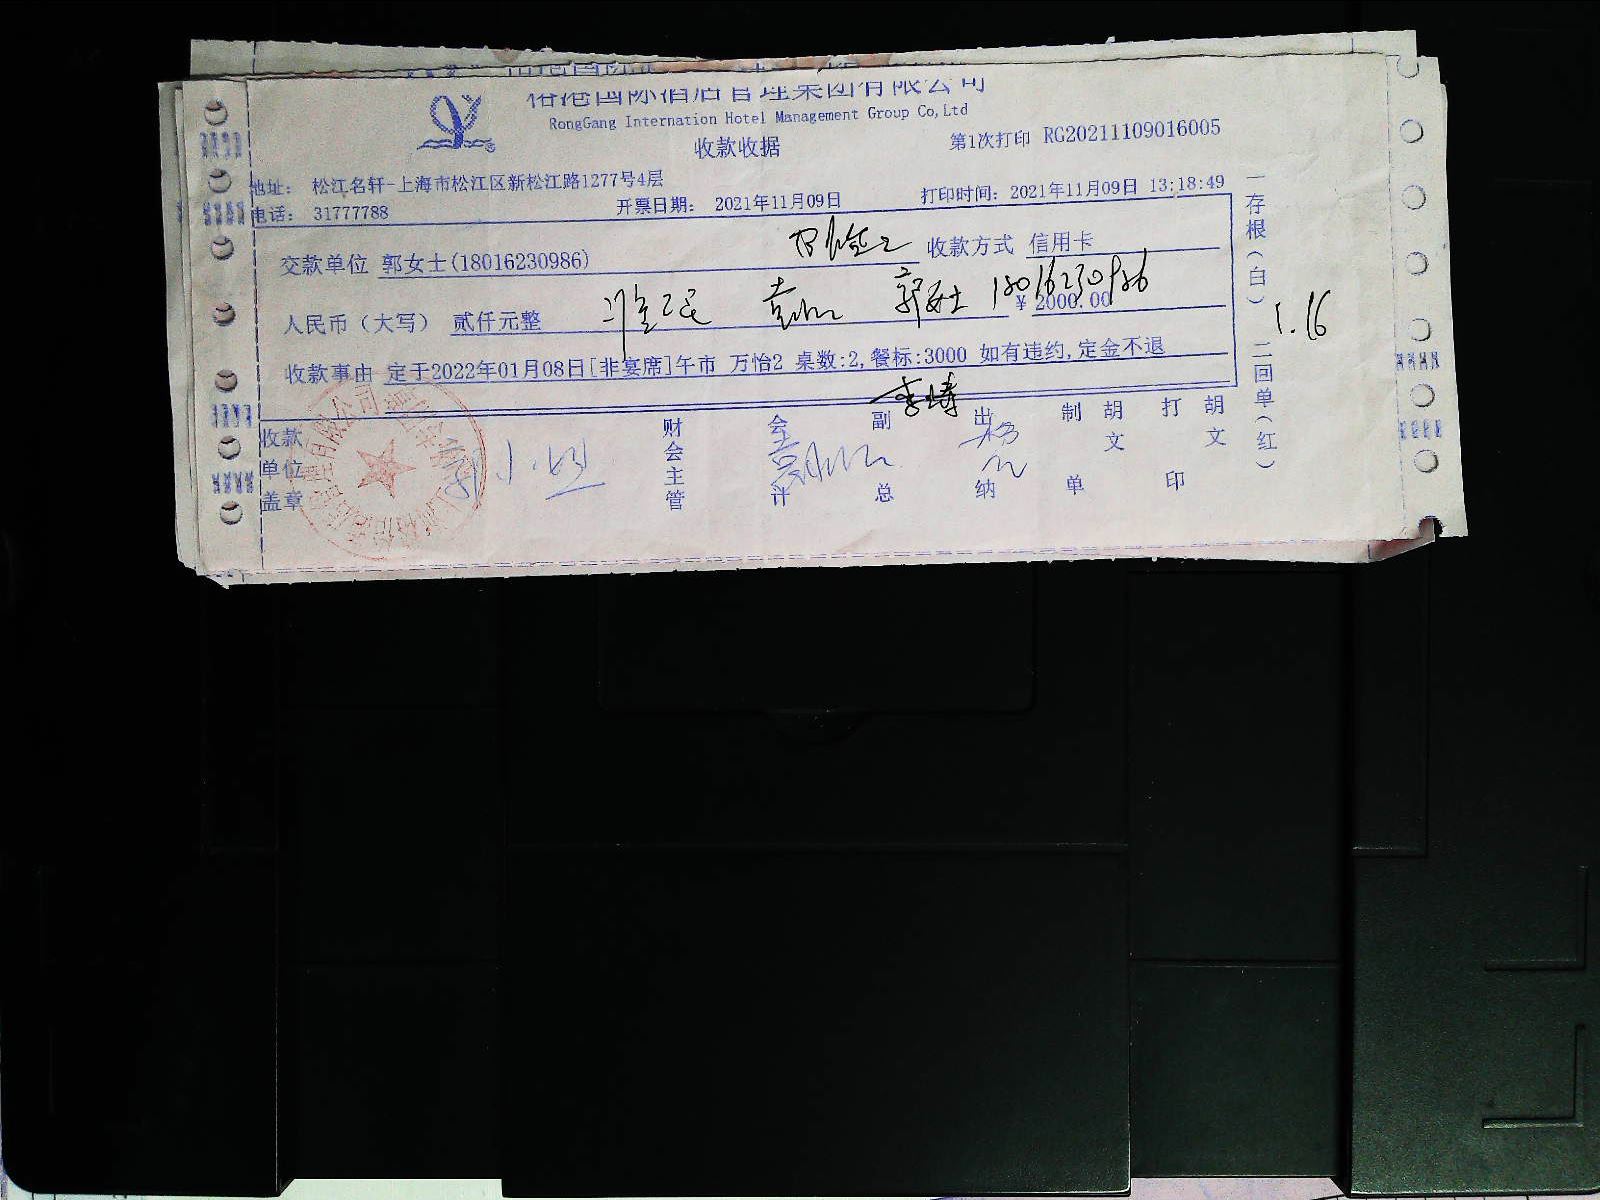 裕港国际酒店管理集团有限公司
RongGang Internation Hotel Management Group Co,Ltd
收款收据
第1次打印 RG20211109016005
地址: 松江名轩-上海市松江区新松江路1277号4层
电话: 31777788
开票日期: 2021年11月09日
打印时间: 2021年11月09日 13:18:49
交款单位 郭女士(18016230986)
收款方式 信用卡
郭女士 18016230986
人民币(大写) 贰仟元整
¥ 2000.00
收款事由 定于2022年01月08日[非宴席]午市 万怡2 桌数:2,餐标:3000 如有违约,定金不退
收款单位盖章
财会主管
会评
副总
出纳
制单
胡文
打印
胡文
一存根(白) 二回单(红)
1.16